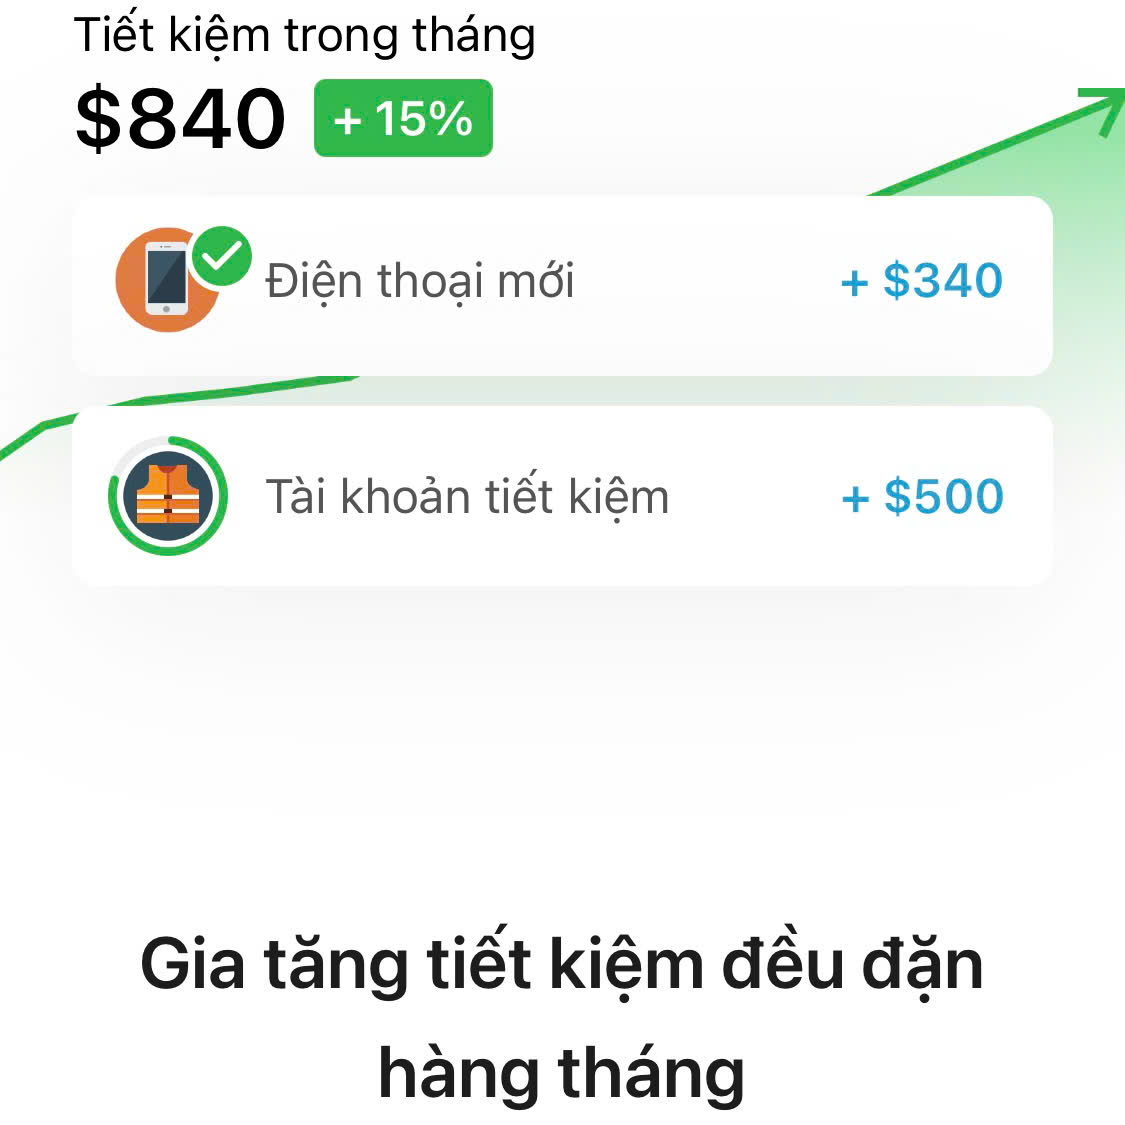 Tiết kiệm trong tháng
$840 + 15%
Điện thoại mới + $340
Tài khoản tiết kiệm + $500
Gia tăng tiết kiệm đều đặn
hàng tháng